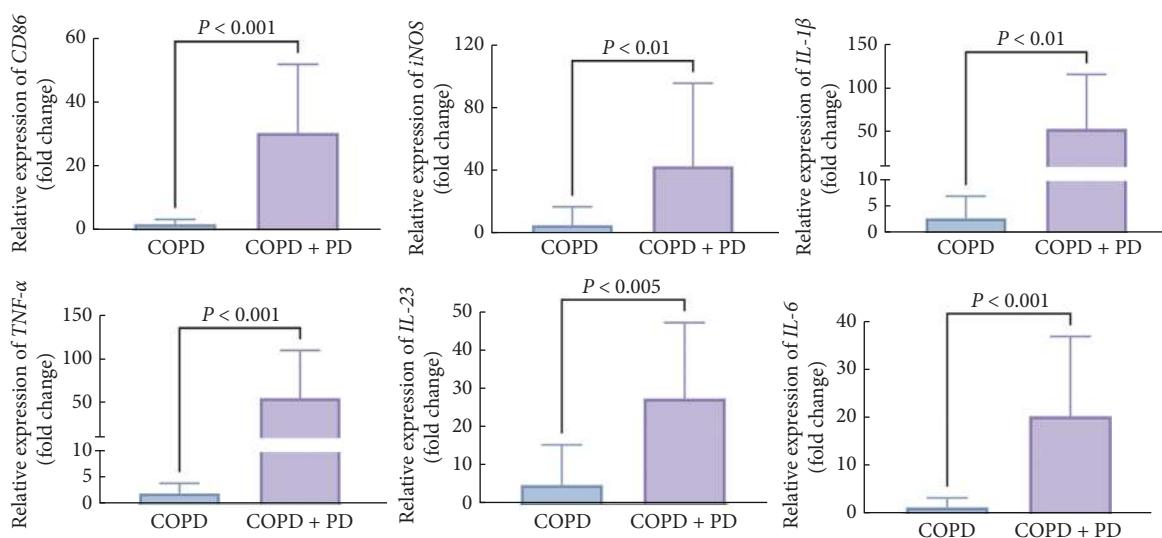 Relative expression of CD86
(fold change)
60
40
20
0
P < 0.001
COPD
COPD + PD
Relative expression of iNOS
(fold change)
120
80
40
0
P < 0.01
COPD
COPD + PD
Relative expression of IL-1β
(fold change)
150
100
50
10
5
0
P < 0.01
COPD
COPD + PD
Relative expression of TNF-α
(fold change)
150
100
50
10
5
0
P < 0.001
COPD
COPD + PD
Relative expression of IL-23
(fold change)
50
40
30
20
10
0
P < 0.005
COPD
COPD + PD
Relative expression of IL-6
(fold change)
40
30
20
10
0
P < 0.001
COPD
COPD + PD